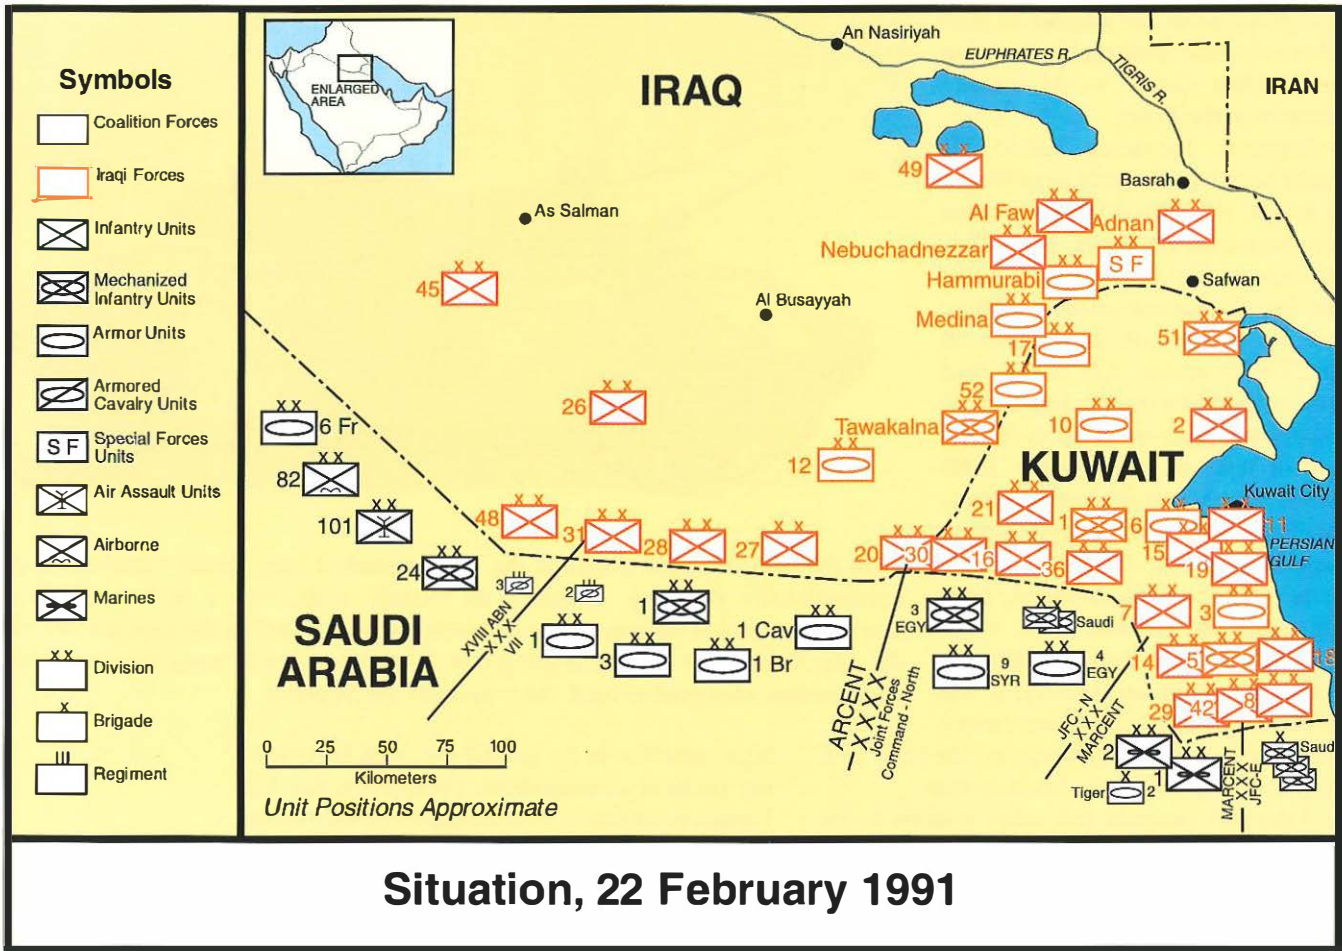 Symbols
Coalition Forces
Iraqi Forces
Infantry Units
Mechanized
Infantry Units
Armor Units
Armored
Cavalry Units
S F
Special Forces
Units
Air Assault Units
Airborne
Marines
X X
Division
X
Brigade
III
Regiment
ENLARGED
AREA
IRAQ
An Nasiriyah
EUPHRATES R.
TIGRIS R.
IRAN
Basrah
As Salman
Al Busayyah
Safwan
X X
49
X X
Al Faw
X X
Adnan
X X
Nebuchadnezzar
X X
S F
X X
Hammurabi
X X
45
X X
Medina
X X
17
X X
51
X X
52
X X
26
X X
Tawakalna
X X
10
X X
2
X X
12
KUWAIT
Kuwait City
PERSIAN
GULF
X X
6 Fr
X X
82
X X
101
X X
24
X X
48
X X
31
X X
28
X X
27
X X
20
X X
30
X X
16
X X
36
X X
21
X X
1
X X
6
X X
11
X X
15
X X
19
X X
7
X X
3
X X
14
X X
5
X X
18
X X
29
X X
42
X X
8
X X
III
3
III
2
X X
1
X X
1
X X
3
X X
1 Br
X X
1 Cav
XVIII ABN
X X X
VII
SAUDI
ARABIA
ARCENT
X X X X
Joint Forces
Command - North
X X
3
EGY
X X
9
SYR
X X
Saudi
X X
4
EGY
JFC - N
X X X
MARCENT
X X
2
X X
1
X
Tiger
2
MARCENT
X X X
JFC-E
X
Saud
0 25 50 75 100
Kilometers
Unit Positions Approximate
Situation, 22 February 1991